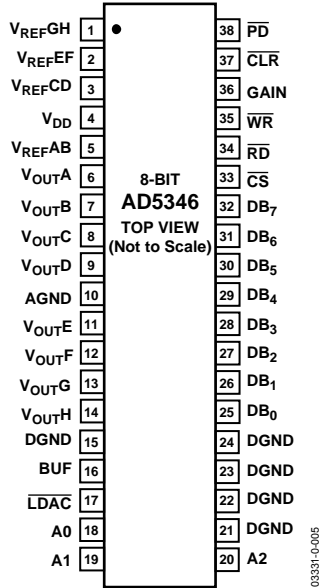 VREFGH 1
VREFEF 2
VREFCD 3
VDD 4
VREFAB 5
VOUTA 6
VOUTB 7
VOUTC 8
VOUTD 9
AGND 10
VOUTE 11
VOUTF 12
VOUTG 13
VOUTH 14
DGND 15
BUF 16
LDAC 17
A0 18
A1 19
8-BIT
AD5346
TOP VIEW
(Not to Scale)
38 PD
37 CLR
36 GAIN
35 WR
34 RD
33 CS
32 DB7
31 DB6
30 DB5
29 DB4
28 DB3
27 DB2
26 DB1
25 DB0
24 DGND
23 DGND
22 DGND
21 DGND
20 A2
03331-0-005